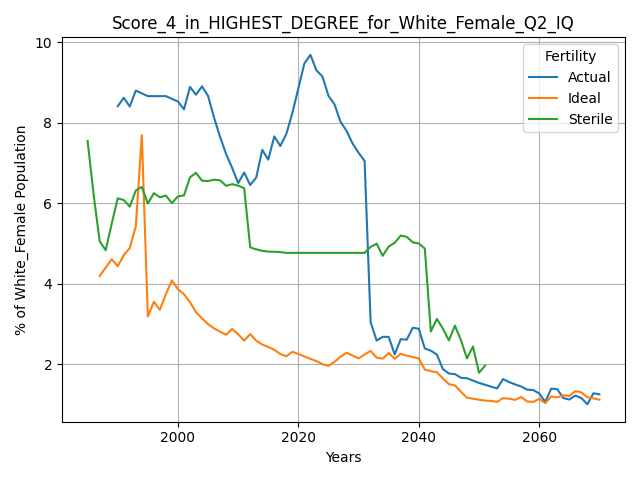 Score_4_in_HIGHEST_DEGREE_for_White_Female_Q2_IQ
Fertility
Actual
Ideal
Sterile
% of White_Female Population
10
8
6
4
2
2000
2020
2040
2060
Years